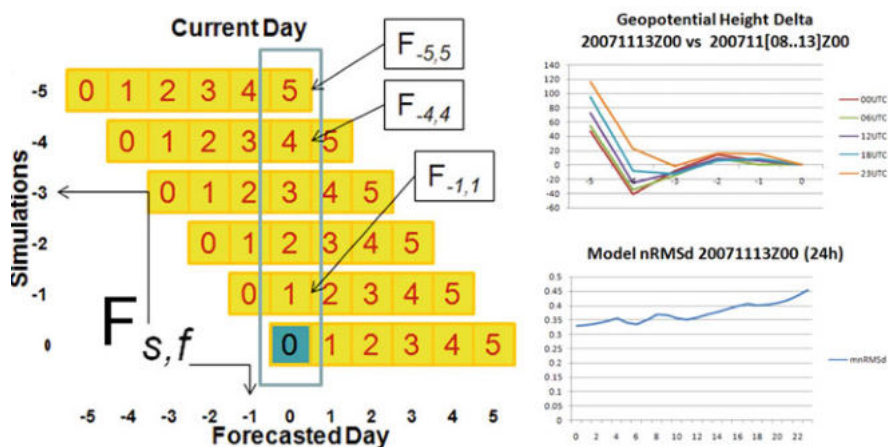 Current Day
F-5,5
-5 0 1 2 3 4 5
F-4,4
-4 0 1 2 3 4 5
F-1,1
-3 0 1 2 3 4 5
Simulations
-2 0 1 2 3 4 5
-1 0 1 2 3 4 5
Fs,f
0 0 1 2 3 4 5
-5 -4 -3 -2 -1 0 1 2 3 4 5
Forecasted Day
Geopotential Height Delta
20071113Z00 vs 200711[08..13]Z00
140
120
100
80
60
40
20
0
-20
-40
-60
-5 -4 -3 -2 -1 0
00UTC
06UTC
12UTC
18UTC
23UTC
Model nRMSd 20071113Z00 (24h)
0.5
0.45
0.4
0.35
0.3
0.25
0.2
0.15
0.1
0.05
0
0 2 4 6 8 10 12 14 16 18 20 22
mnRMSd